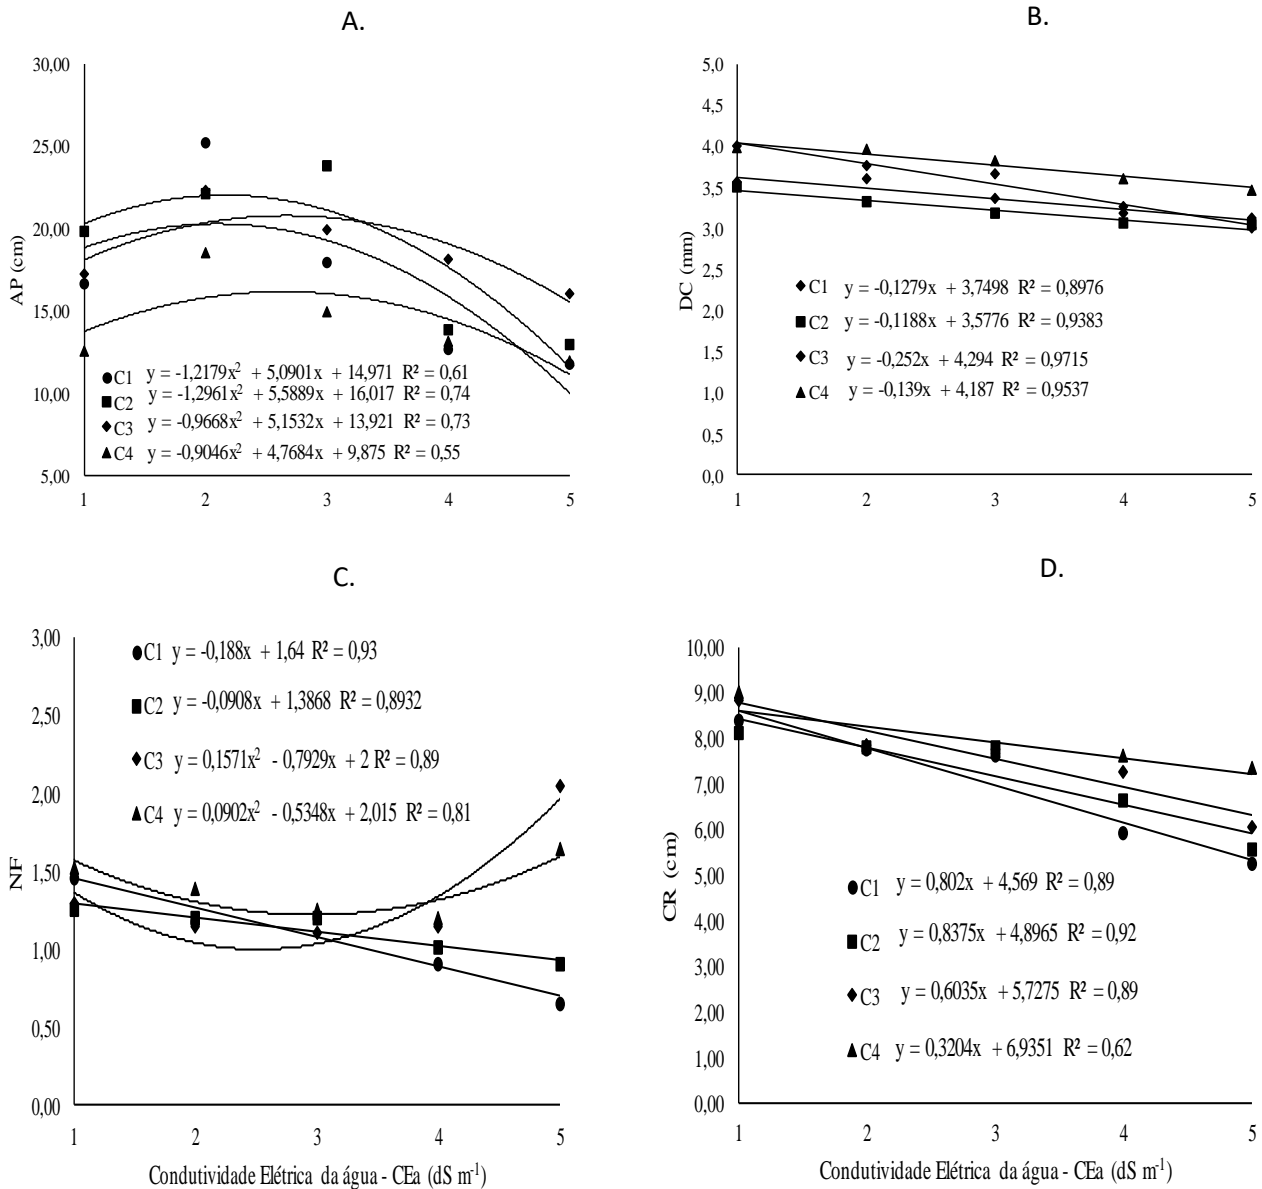 A.
30,00
25,00
20,00
15,00
10,00
5,00
AP (cm)
C1 y = -1,2179x² + 5,0901x + 14,971 R² = 0,61
C2 y = -1,2961x² + 5,5889x + 16,017 R² = 0,74
C3 y = -0,9668x² + 5,1532x + 13,921 R² = 0,73
C4 y = -0,9046x² + 4,7684x + 9,875 R² = 0,55
1 2 3 4 5
B.
5,0
4,5
4,0
3,5
3,0
2,5
2,0
1,5
1,0
0,5
0,0
DC (mm)
C1 y = -0,1279x + 3,7498 R² = 0,8976
C2 y = -0,1188x + 3,5776 R² = 0,9383
C3 y = -0,252x + 4,294 R² = 0,9715
C4 y = -0,139x + 4,187 R² = 0,9537
1 2 3 4 5
C.
3,00
2,50
2,00
1,50
1,00
0,50
0,00
NF
C1 y = -0,188x + 1,64 R² = 0,93
C2 y = -0,0908x + 1,3868 R² = 0,8932
C3 y = 0,1571x² - 0,7929x + 2 R² = 0,89
C4 y = 0,0902x² - 0,5348x + 2,015 R² = 0,81
1 2 3 4 5
Condutividade Elétrica da água - CEa (dS m⁻¹)
D.
10,00
9,00
8,00
7,00
6,00
5,00
4,00
3,00
2,00
1,00
0,00
CR (cm)
C1 y = 0,802x + 4,569 R² = 0,89
C2 y = 0,8375x + 4,8965 R² = 0,92
C3 y = 0,6035x + 5,7275 R² = 0,89
C4 y = 0,3204x + 6,9351 R² = 0,62
1 2 3 4 5
Condutividade Elétrica da água - CEa (dS m⁻¹)